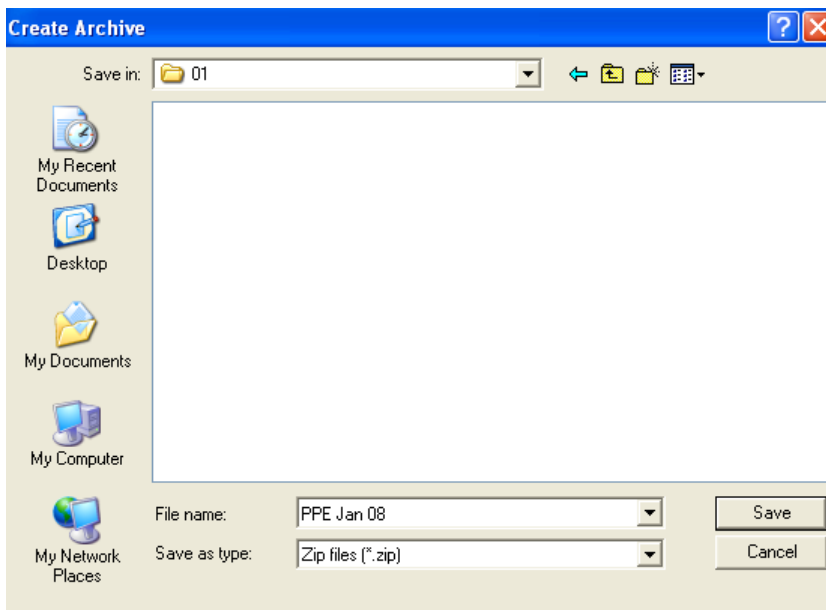 Create Archive
Save in:
01
My Recent
Documents
Desktop
My Documents
My Computer
My Network
Places
File name:
PPE Jan 08
Save
Save as type:
Zip files (*.zip)
Cancel